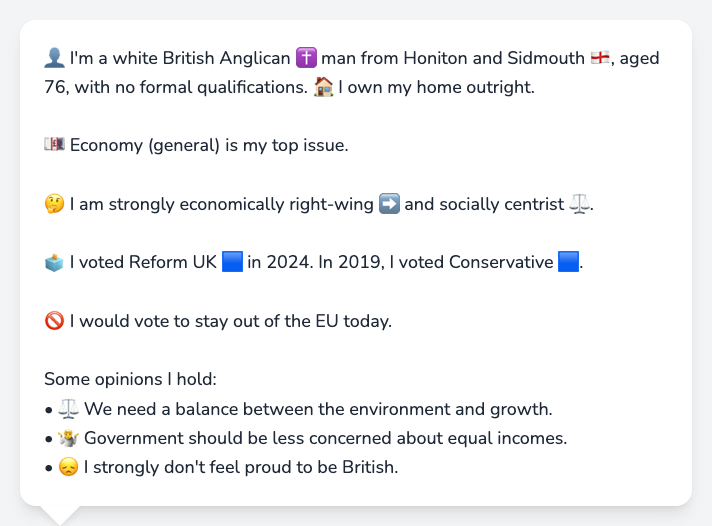 👤 I'm a white British Anglican ✝️ man from Honiton and Sidmouth 🏴󠁧󠁢󠁥󠁮󠁧󠁿, aged
76, with no formal qualifications. 🏠 I own my home outright.
💷 Economy (general) is my top issue.
🤔 I am strongly economically right-wing ➡️ and socially centrist ⚖️.
🗳️ I voted Reform UK 🟦 in 2024. In 2019, I voted Conservative 🟦.
🚫 I would vote to stay out of the EU today.
Some opinions I hold:
• ⚖️ We need a balance between the environment and growth.
• 🤷 Government should be less concerned about equal incomes.
• 😞 I strongly don't feel proud to be British.